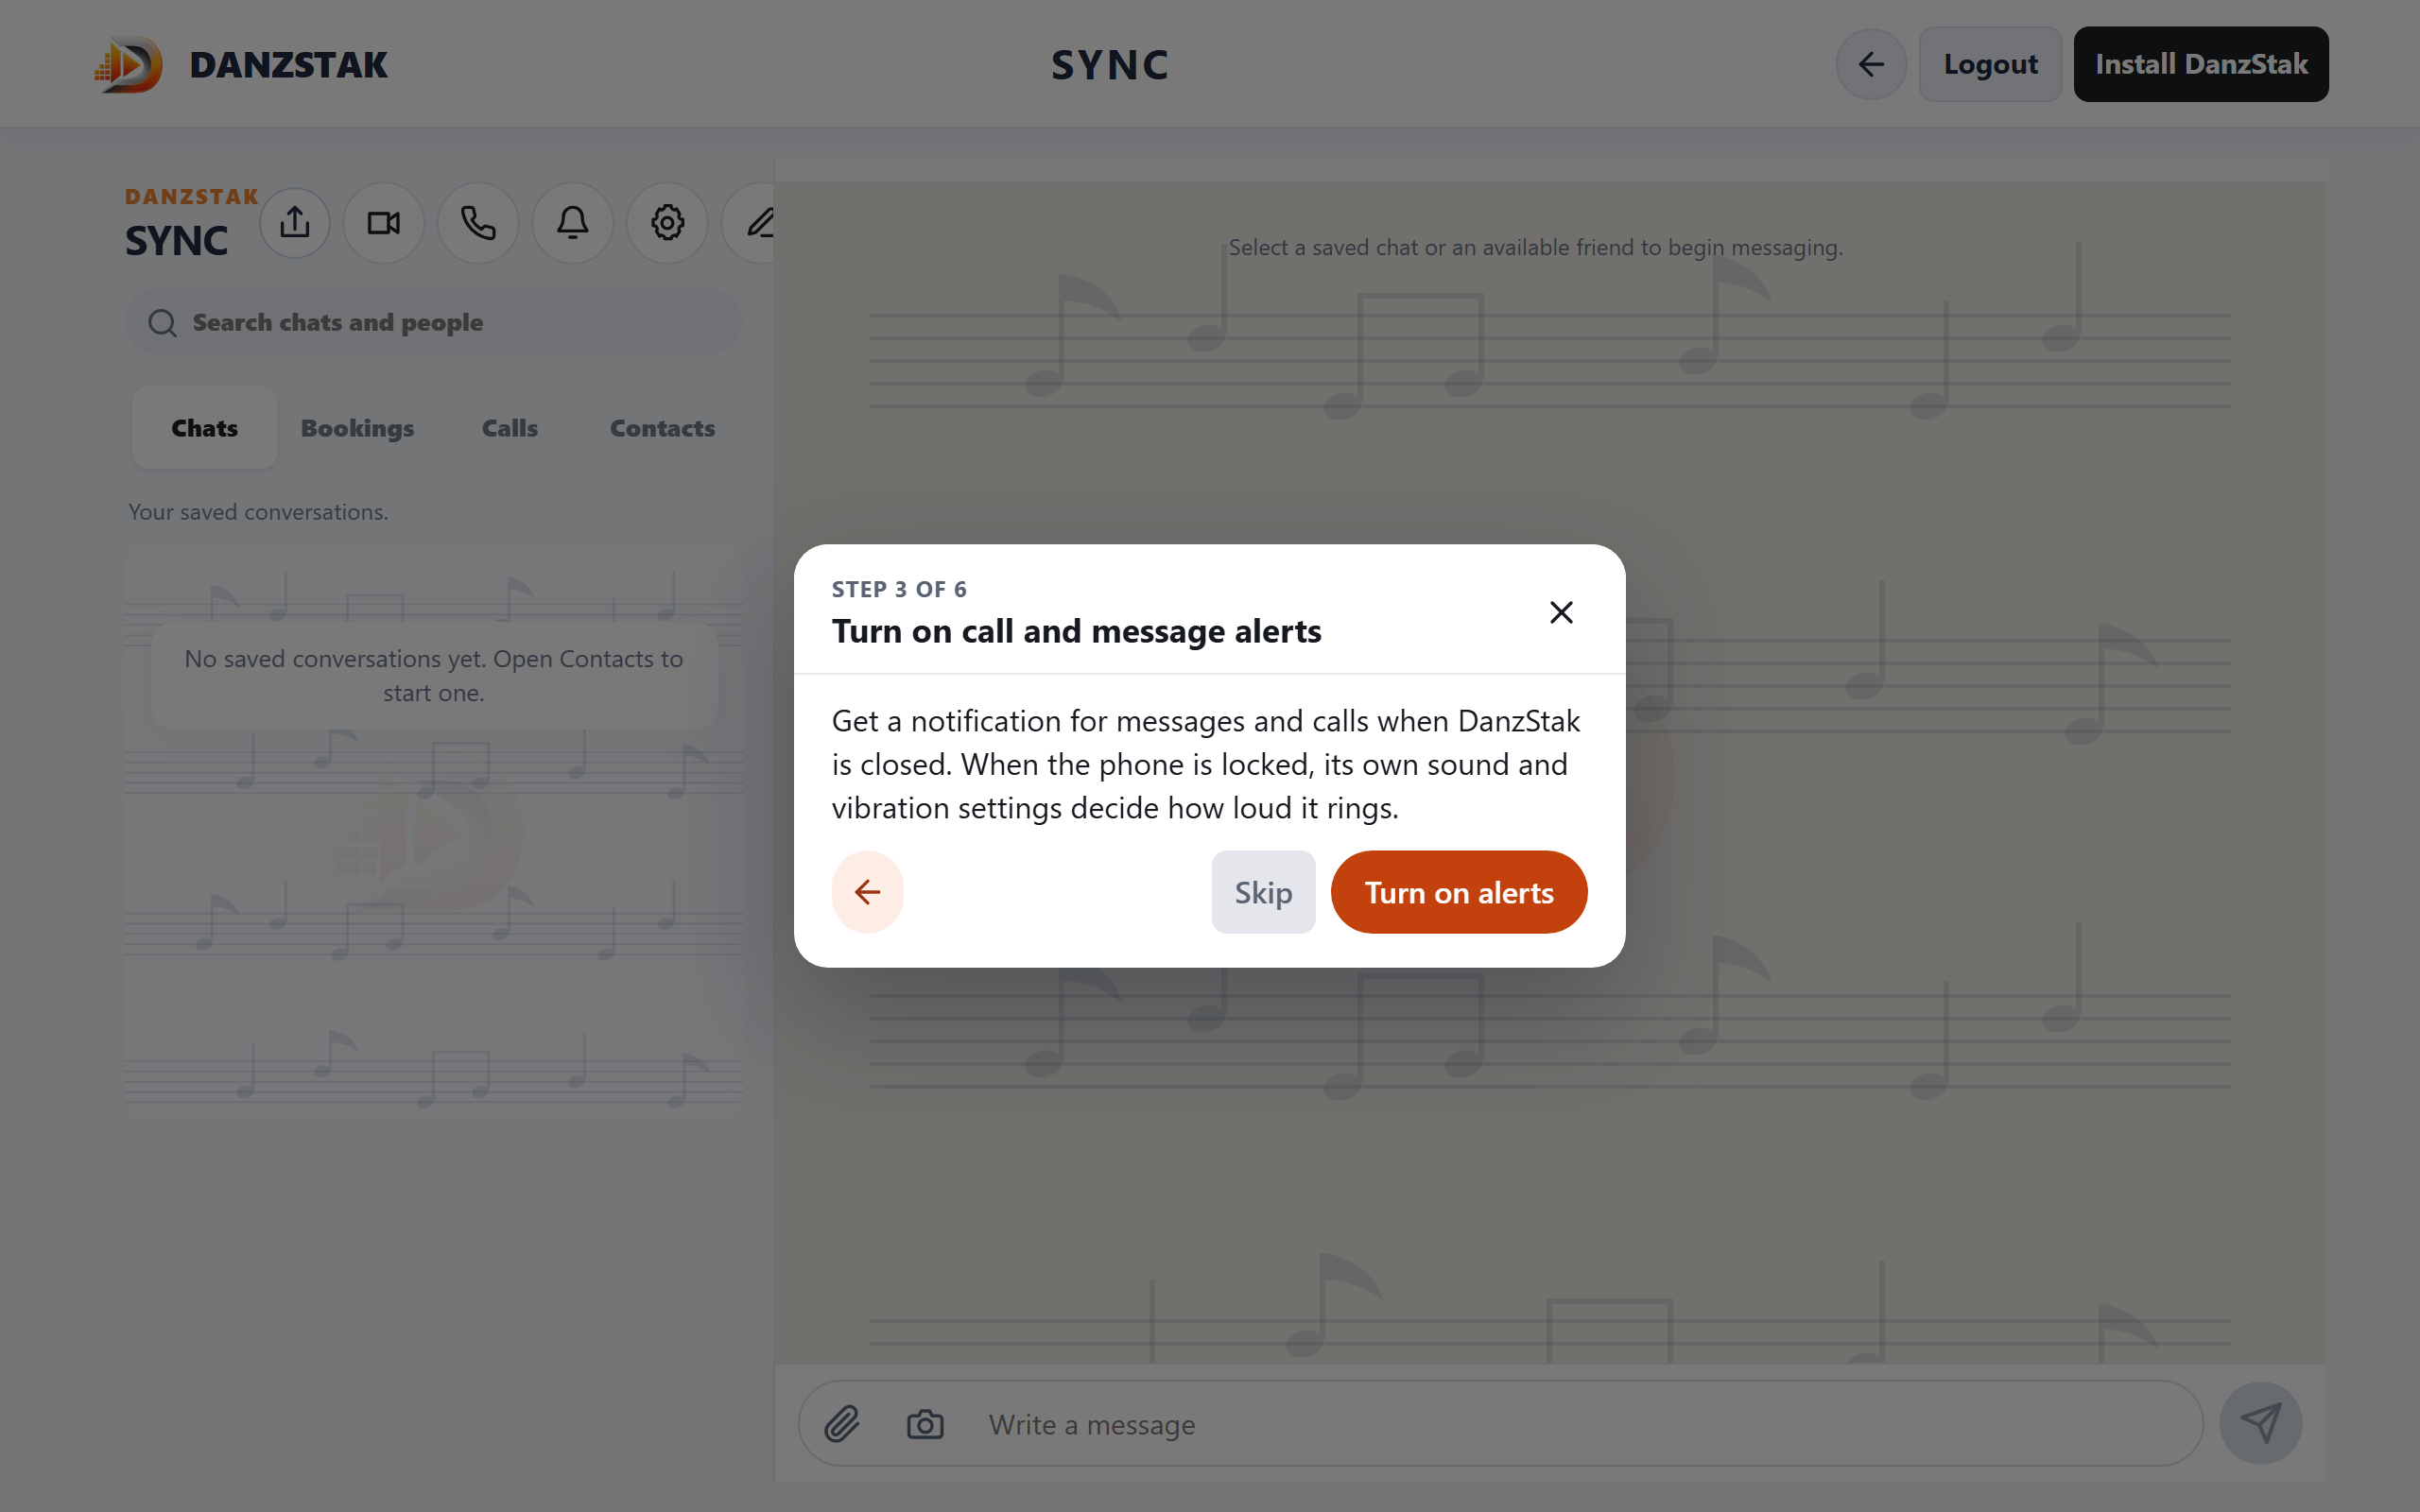 DANZSTAK
SYNC
Logout
Install DanzStak
DANZSTAK
SYNC
Search chats and people
Chats
Bookings
Calls
Contacts
Your saved conversations.
No saved conversations yet. Open Contacts to
start one.
Select a saved chat or an available friend to begin messaging.
STEP 3 OF 6
Turn on call and message alerts
Get a notification for messages and calls when DanzStak
is closed. When the phone is locked, its own sound and
vibration settings decide how loud it rings.
Skip
Turn on alerts
Write a message